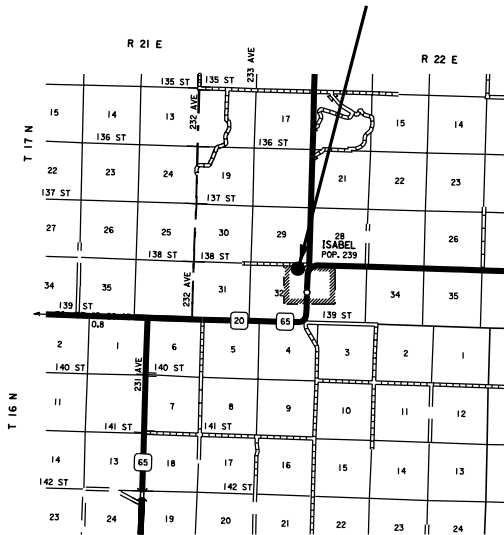 R 21 E
R 22 E
233 AVE
135 ST 135 ST
232 AVE
T 17 N
15 14 13 17 15 14
136 ST 136 ST
22 23 24 19 21 22 23
137 ST 137 ST
27 26 25 30 29 28 26
ISABEL
POP. 239
138 ST 138 ST
34 35 31 32 34 35
232 AVE
139 ST 20 65 139 ST
0.8
2 1 6 5 4 3 2 1
231 AVE
140 ST 140 ST
T 16 N
11 7 8 9 10 11 12
141 ST 141 ST
14 13 65 18 17 16 15 14 13
142 ST 142 ST
23 24 19 20 21 22 23 24